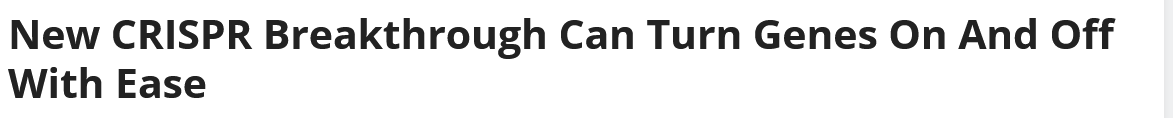 New CRISPR Breakthrough Can Turn Genes On And Off
With Ease